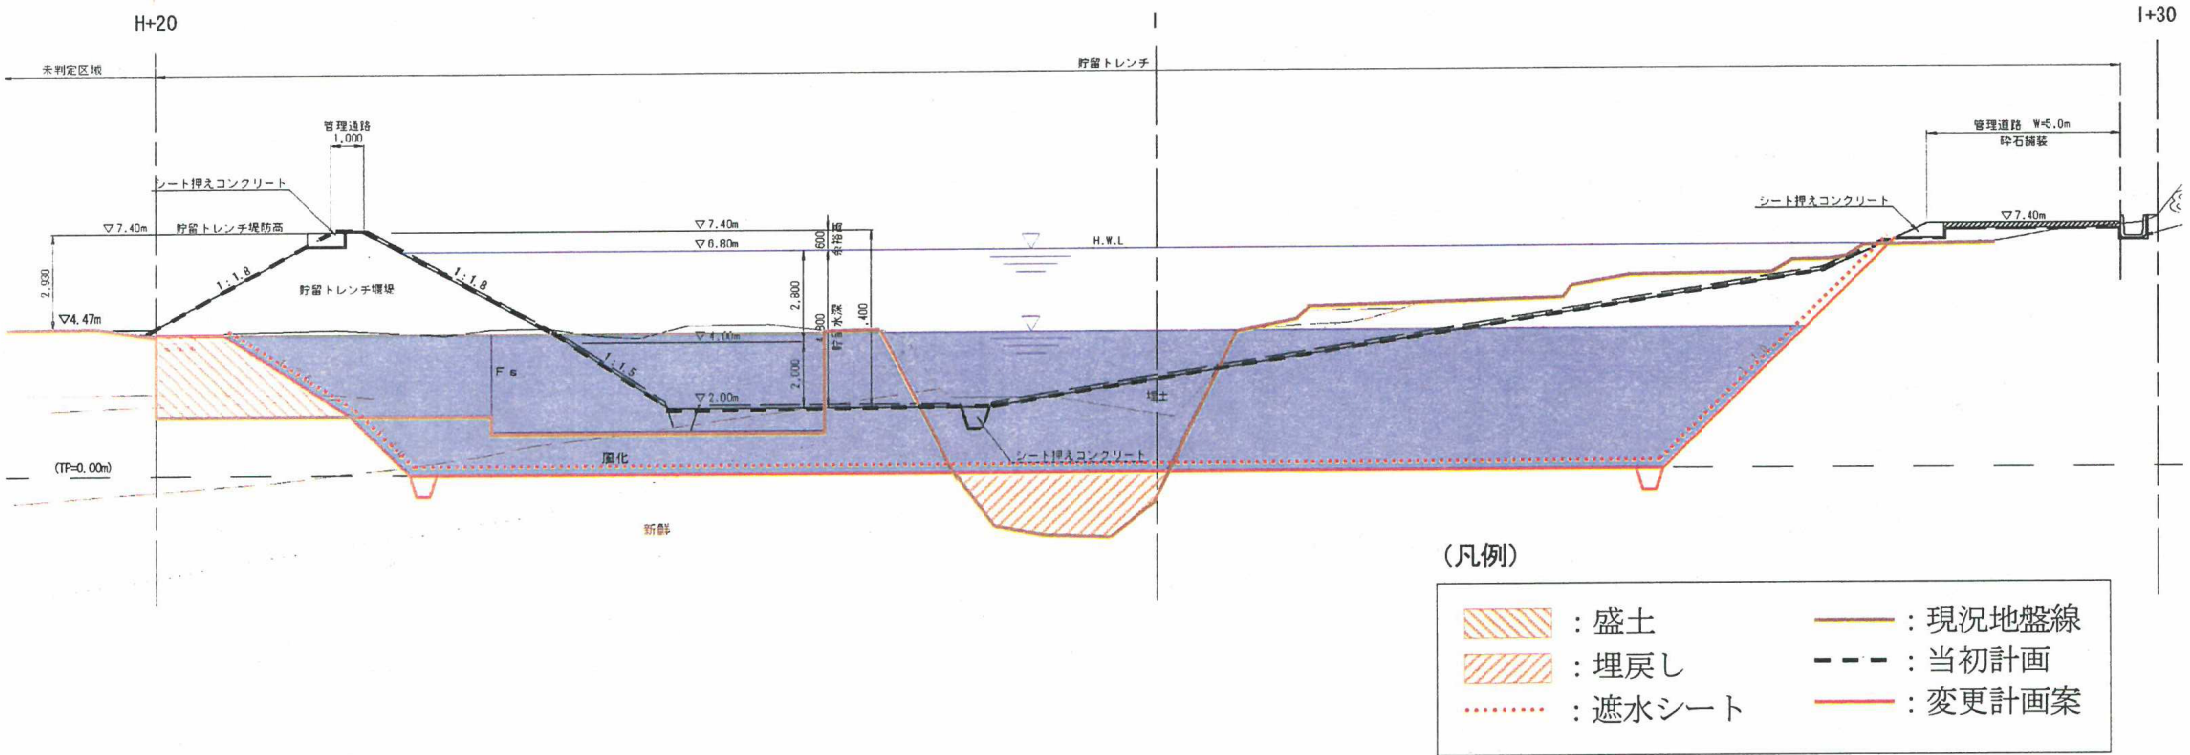 H+20
I
I+30
未判定区域
貯留トレンチ
管理道路
1,000
管理道路 W=5.0m
砕石舗装
シート押えコンクリート
シート押えコンクリート
▽7.40m
貯留トレンチ堤防高
▽7.40m
▽7.40m
▽6.80m
600
余裕高
H.W.L
2,930
1:1.8
1:1.8
貯留トレンチ堰堤
2,800
4,800
貯留水深
.400
▽4.47m
▽4.00m
Fs
1:1.5
2,000
▽2.00m
埋土
風化
シート押えコンクリート
(TP=0.00m)
新鮮
(凡例)
:盛土
:現況地盤線
:埋戻し
:当初計画
:遮水シート
:変更計画案